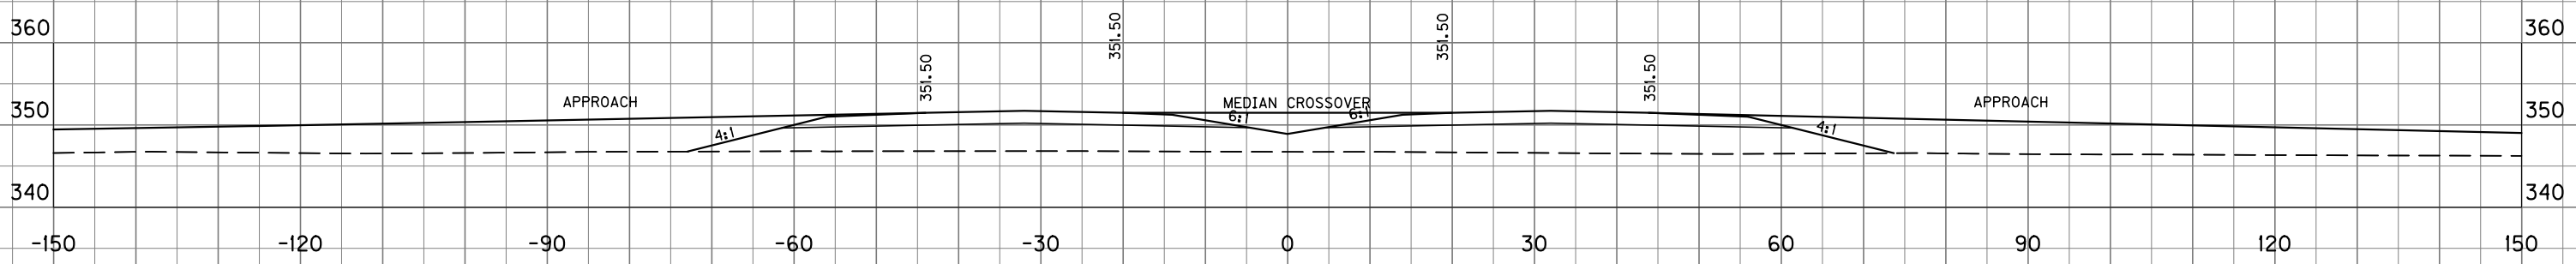 360 351.50 351.50 351.50 351.50 360
350 APPROACH MEDIAN CROSSOVER APPROACH 350
4:1 6:1 6:1 4:1
340 340
-150 -120 -90 -60 -30 0 30 60 90 120 150